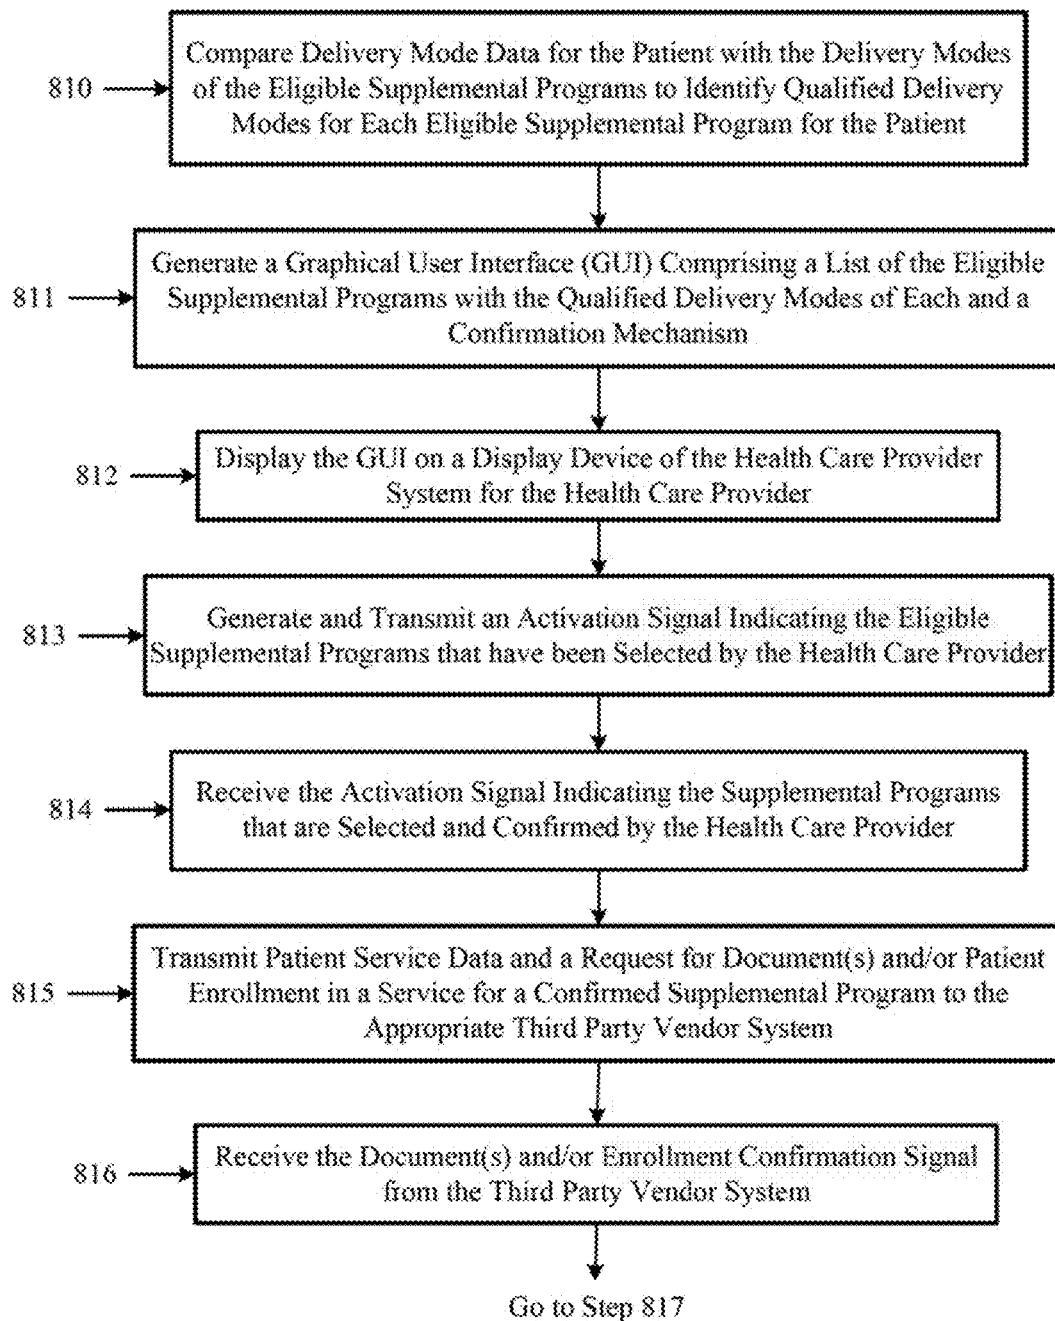 810
Compare Delivery Mode Data for the Patient with the Delivery Modes
of the Eligible Supplemental Programs to Identify Qualified Delivery
Modes for Each Eligible Supplemental Program for the Patient
811
Generate a Graphical User Interface (GUI) Comprising a List of the Eligible
Supplemental Programs with the Qualified Delivery Modes of Each and a
Confirmation Mechanism
812
Display the GUI on a Display Device of the Health Care Provider
System for the Health Care Provider
813
Generate and Transmit an Activation Signal Indicating the Eligible
Supplemental Programs that have been Selected by the Health Care Provider
814
Receive the Activation Signal Indicating the Supplemental Programs
that are Selected and Confirmed by the Health Care Provider
815
Transmit Patient Service Data and a Request for Document(s) and/or Patient
Enrollment in a Service for a Confirmed Supplemental Program to the
Appropriate Third Party Vendor System
816
Receive the Document(s) and/or Enrollment Confirmation Signal
from the Third Party Vendor System
Go to Step 817